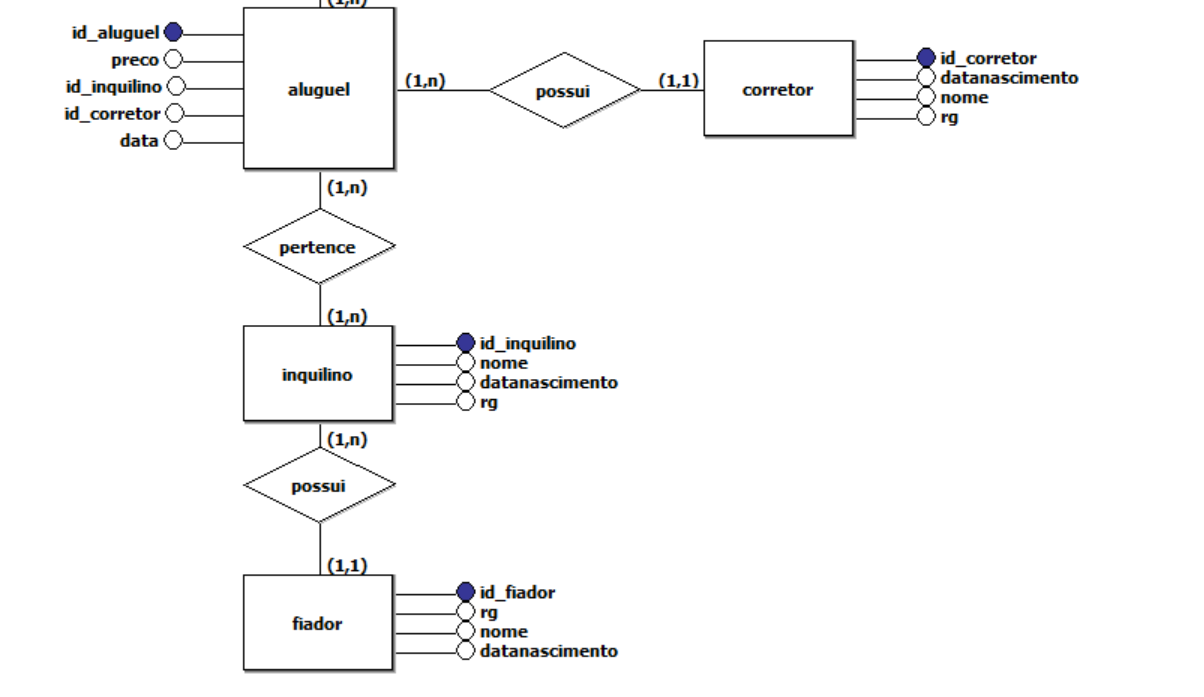 (1,n)
id_aluguel
preco
id_inquilino
id_corretor
data
aluguel
(1,n)
possui
(1,1)
corretor
id_corretor
datanascimento
nome
rg
(1,n)
pertence
(1,n)
inquilino
id_inquilino
nome
datanascimento
rg
(1,n)
possui
(1,1)
fiador
id_fiador
rg
nome
datanascimento